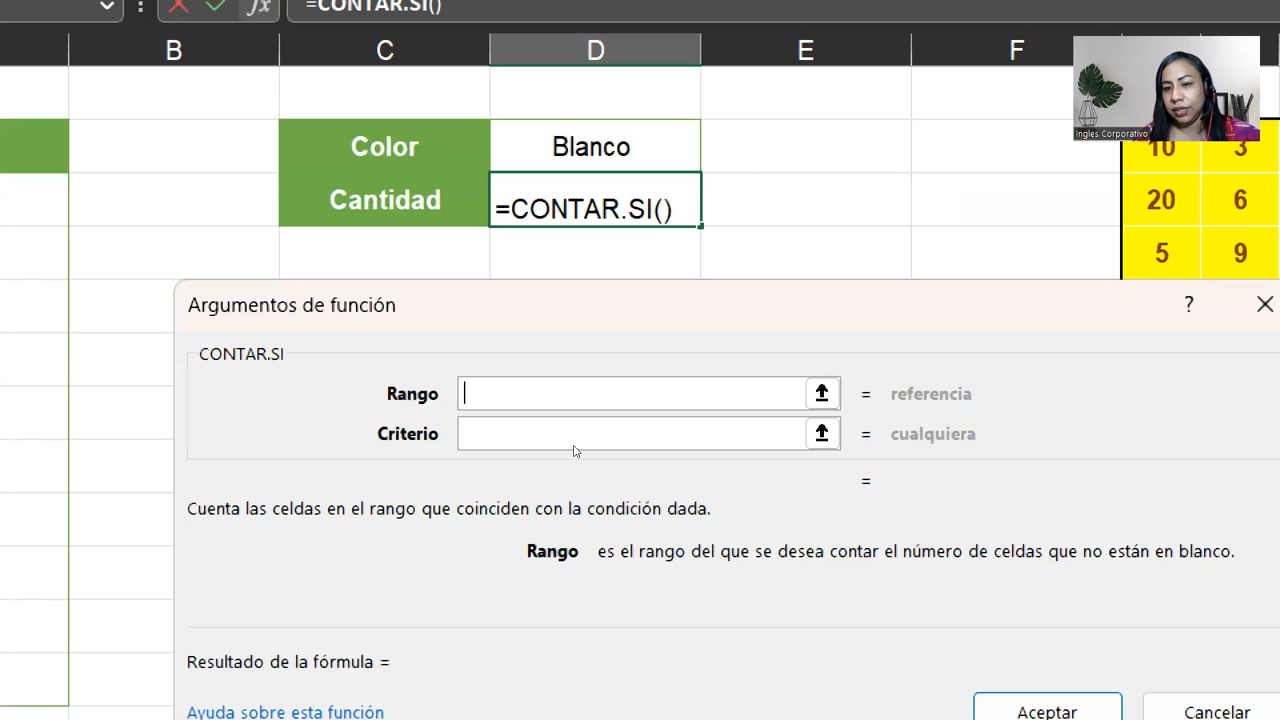 =CONTAR.SI()
B C D E F
Ingles Corporativo
Color Blanco 10 3
Cantidad =CONTAR.SI() 20 6
5 9
Argumentos de función ?
CONTAR.SI
Rango = referencia
Criterio = cualquiera
=
Cuenta las celdas en el rango que coinciden con la condición dada.
Rango es el rango del que se desea contar el número de celdas que no están en blanco.
Resultado de la fórmula =
Ayuda sobre esta función Aceptar Cancelar